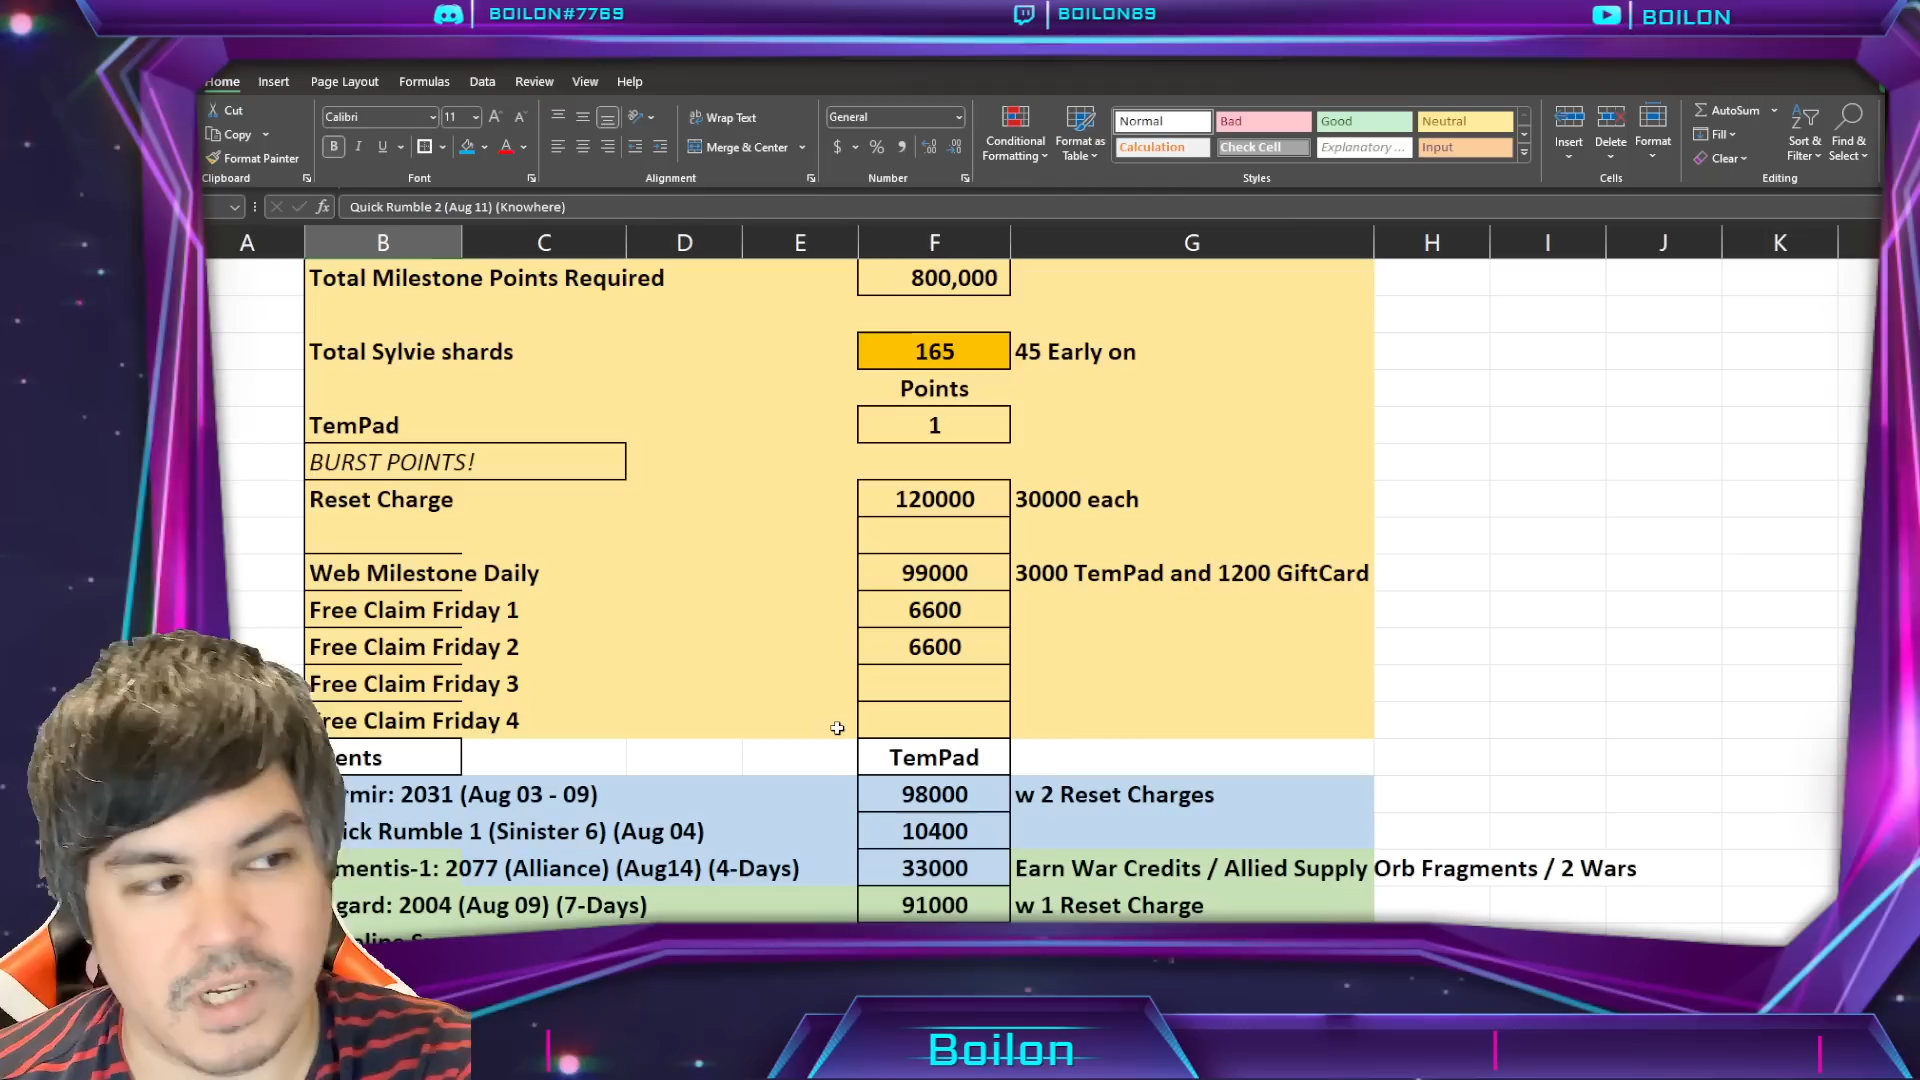 BOILON#7769
BOILON89
BOILON
Home Insert Page Layout Formulas Data Review View Help
Cut
Copy
Format Painter
Clipboard
Calibri 11
B I U
Font
Wrap Text
Merge & Center
Alignment
General
$ %
Number
Conditional Formatting
Format as Table
Normal Bad Good Neutral
Calculation Check Cell Explanatory ... Input
Styles
Insert Delete Format
Cells
AutoSum
Fill
Clear
Sort & Filter
Find & Select
Editing
fx Quick Rumble 2 (Aug 11) (Knowhere)
A B C D E F G H I J K
Total Milestone Points Required 800,000
Total Sylvie shards 165 45 Early on
Points
TemPad 1
BURST POINTS!
Reset Charge 120000 30000 each
Web Milestone Daily 99000 3000 TemPad and 1200 GiftCard
Free Claim Friday 1 6600
Free Claim Friday 2 6600
Free Claim Friday 3
ree Claim Friday 4
ents TemPad
rmir: 2031 (Aug 03 - 09) 98000 w 2 Reset Charges
ick Rumble 1 (Sinister 6) (Aug 04) 10400
mentis-1: 2077 (Alliance) (Aug14) (4-Days) 33000 Earn War Credits / Allied Supply Orb Fragments / 2 Wars
gard: 2004 (Aug 09) (7-Days) 91000 w 1 Reset Charge
Boilon